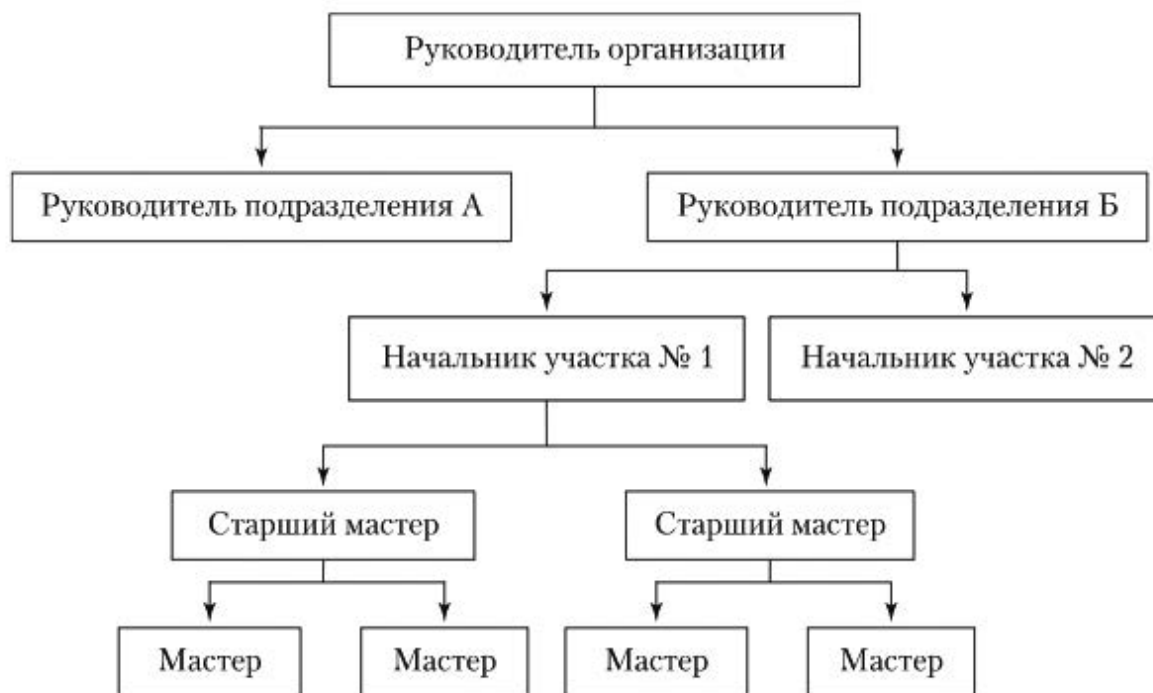 Руководитель организации
Руководитель подразделения А
Руководитель подразделения Б
Начальник участка № 1
Начальник участка № 2
Старший мастер
Старший мастер
Мастер
Мастер
Мастер
Мастер